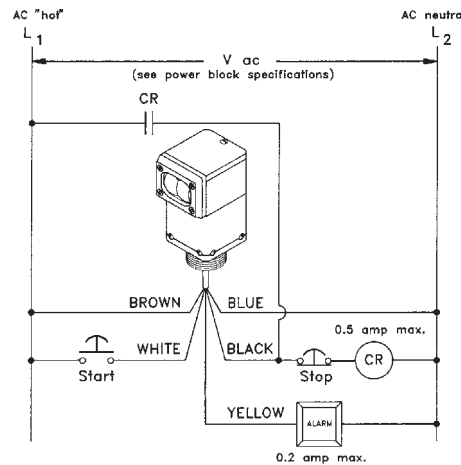 AC "hot"
L1
AC neutral
L2
V ac
(see power block specifications)
CR
BROWN
BLUE
WHITE
BLACK
0.5 amp max.
Start
Stop
CR
YELLOW
ALARM
0.2 amp max.